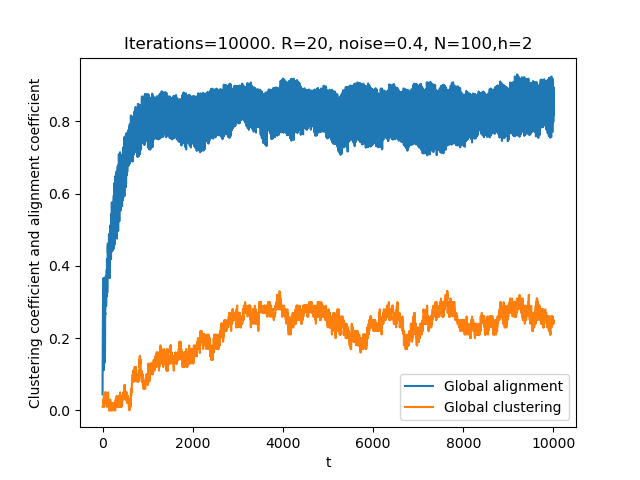 Iterations=10000. R=20, noise=0.4, N=100,h=2
Clustering coefficient and alignment coefficient
0.8
0.6
0.4
0.2
0.0
Global alignment
Global clustering
0 2000 4000 6000 8000 10000
t